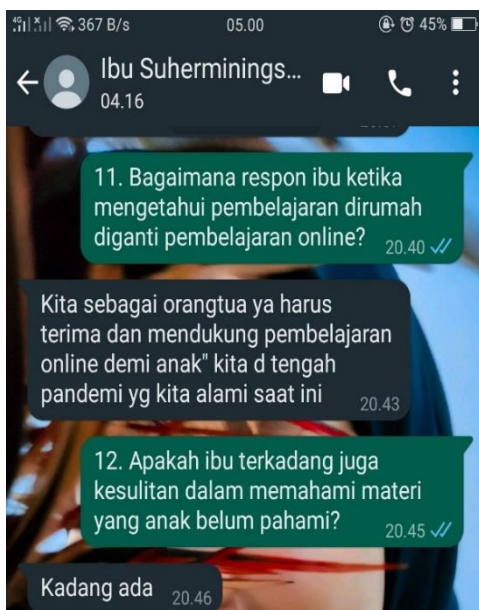 367 B/s 05.00 45%
Ibu Suherminings...
04.16
11. Bagaimana respon ibu ketika
mengetahui pembelajaran dirumah
diganti pembelajaran online? 20.40
Kita sebagai orangtua ya harus
terima dan mendukung pembelajaran
online demi anak" kita d tengah
pandemi yg kita alami saat ini 20.43
12. Apakah ibu terkadang juga
kesulitan dalam memahami materi
yang anak belum pahami? 20.45
Kadang ada 20.46